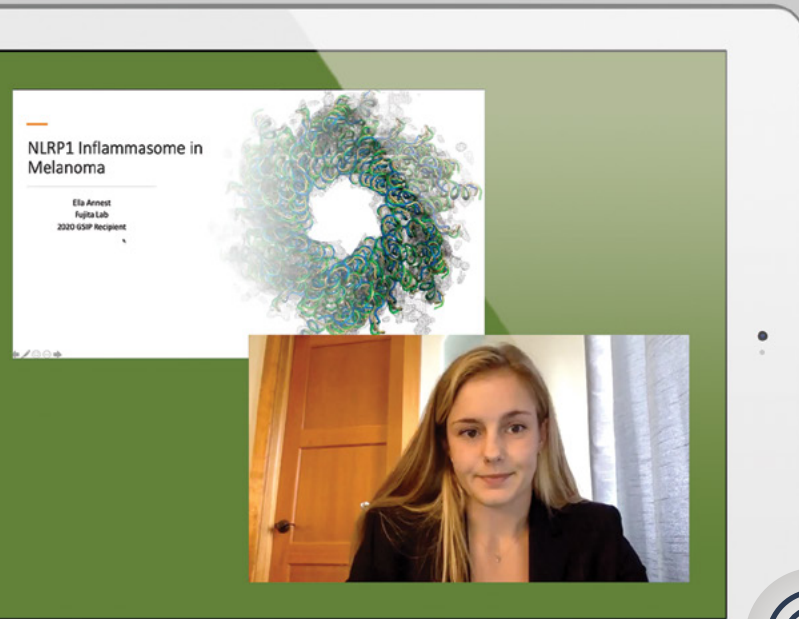 NLRP1 Inflammasome in
Melanoma
Ella Annest
Fujita Lab
2020 GSIP Recipient